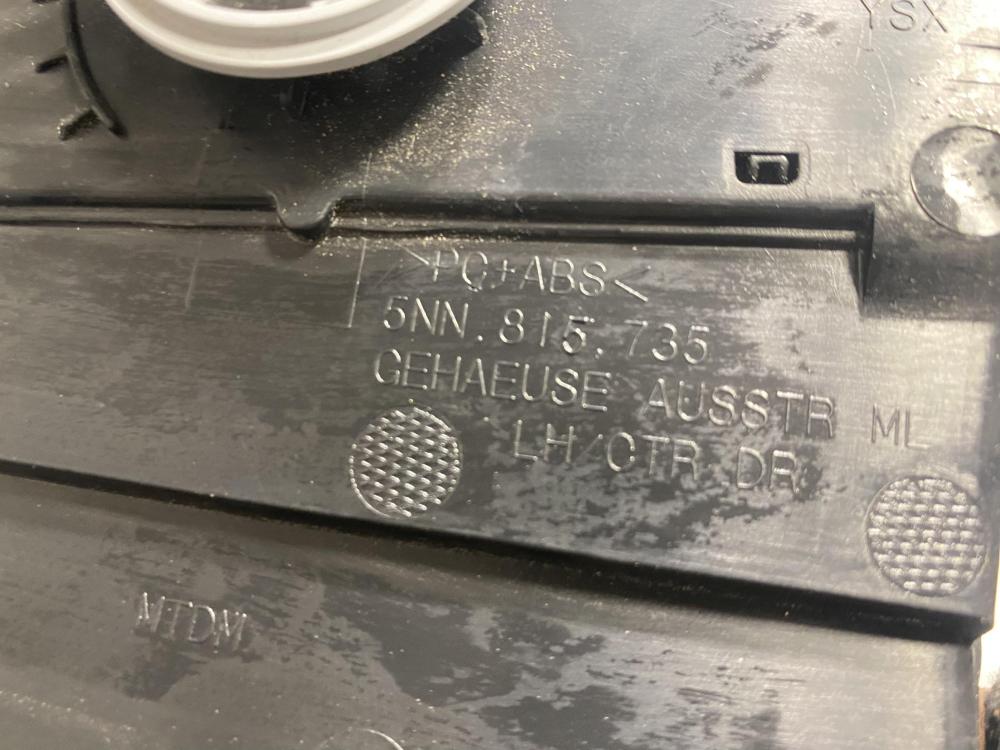 YSX
>PC+ABS<
5NN.815.735
GEHAEUSE AUSSTR ML
LH/CTR DR
MTDM